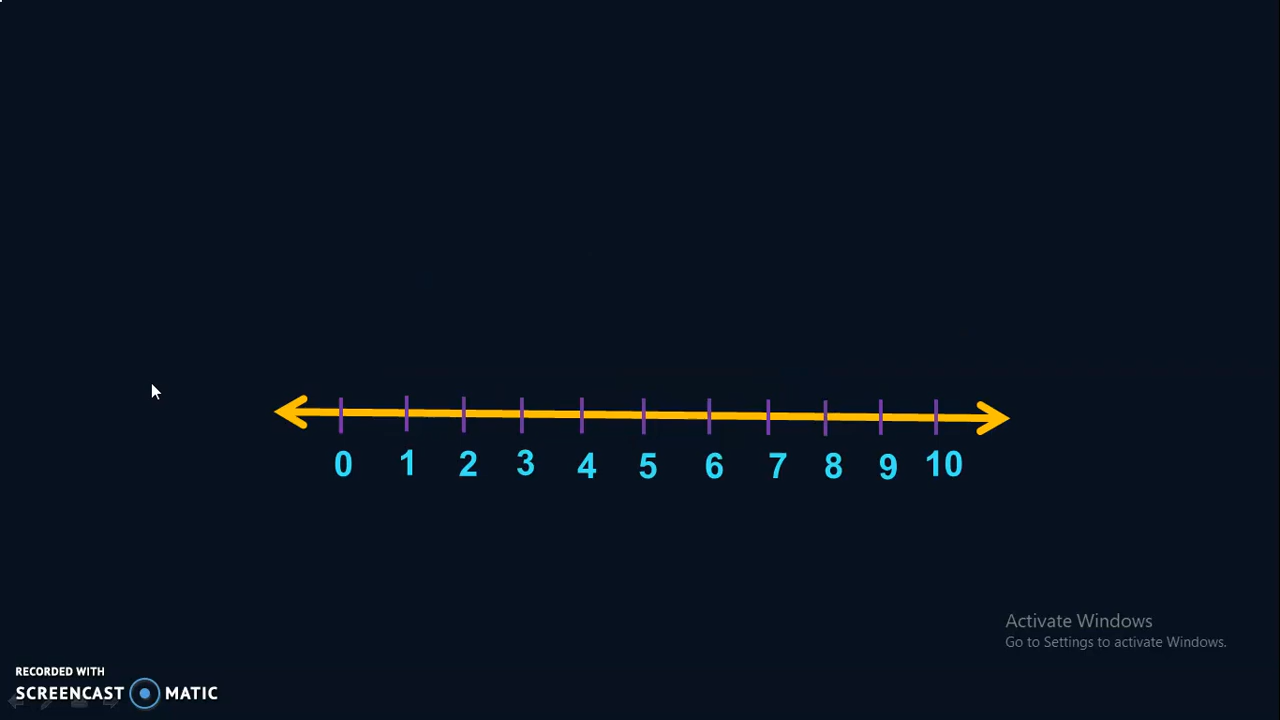 0 1 2 3 4 5 6 7 8 9 10
Activate Windows
Go to Settings to activate Windows.
RECORDED WITH
SCREENCAST MATIC